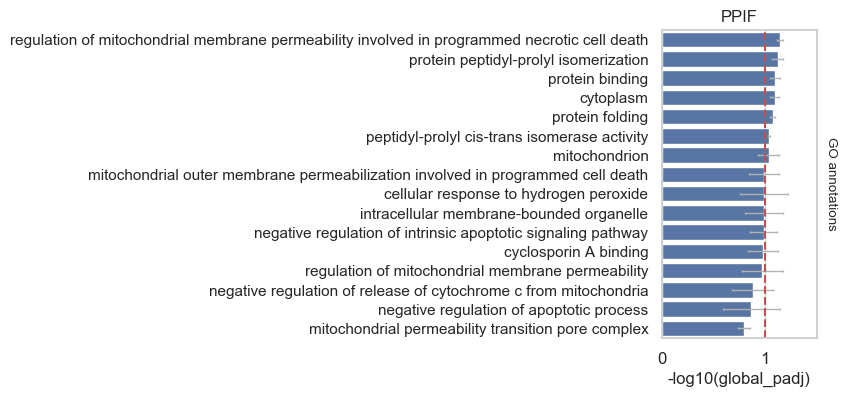 PPIF
regulation of mitochondrial membrane permeability involved in programmed necrotic cell death
protein peptidyl-prolyl isomerization
protein binding
cytoplasm
protein folding
peptidyl-prolyl cis-trans isomerase activity
mitochondrion
mitochondrial outer membrane permeabilization involved in programmed cell death
cellular response to hydrogen peroxide
intracellular membrane-bounded organelle
negative regulation of intrinsic apoptotic signaling pathway
cyclosporin A binding
regulation of mitochondrial membrane permeability
negative regulation of release of cytochrome c from mitochondria
negative regulation of apoptotic process
mitochondrial permeability transition pore complex
GO annotations
0 1
-log10(global_padj)